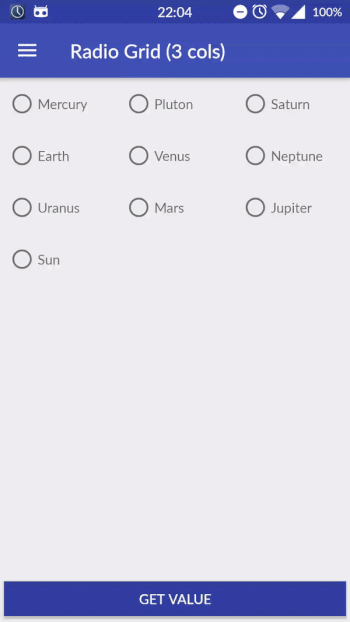 22:04 100%
Radio Grid (3 cols)
Mercury Pluton Saturn
Earth Venus Neptune
Uranus Mars Jupiter
Sun
GET VALUE